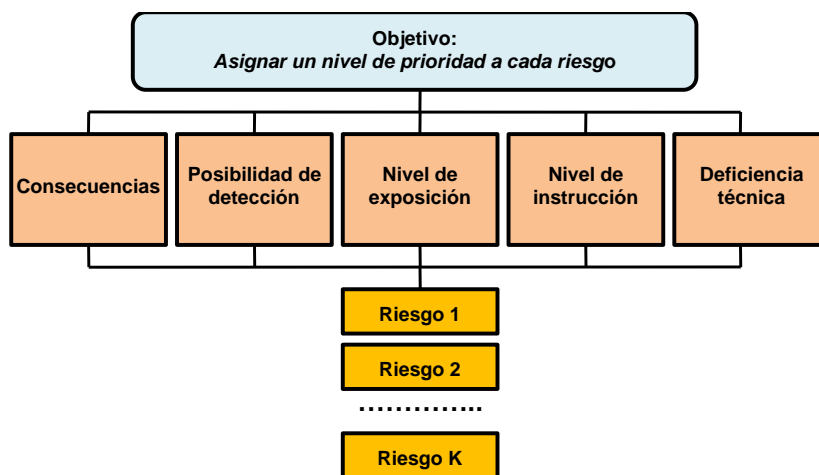 Objetivo:
Asignar un nivel de prioridad a cada riesgo
Consecuencias
Posibilidad de
detección
Nivel de
exposición
Nivel de
instrucción
Deficiencia
técnica
Riesgo 1
Riesgo 2
…………...
Riesgo K